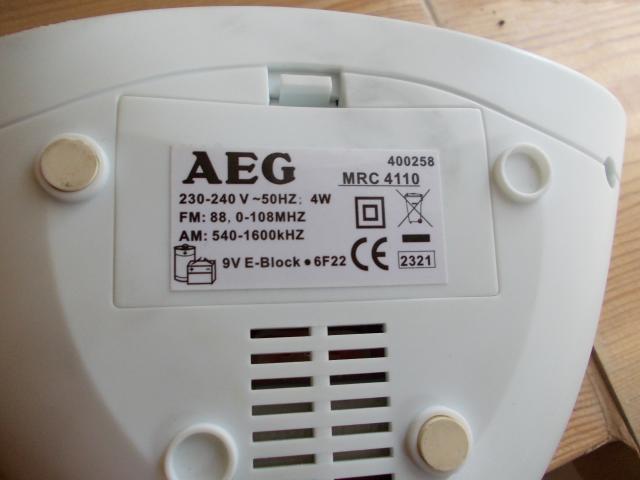 AEG
400258
MRC 4110
230-240 V ~50HZ; 4W
FM: 88, 0-108MHZ
AM: 540-1600kHZ
9V E-Block • 6F22
CE
2321